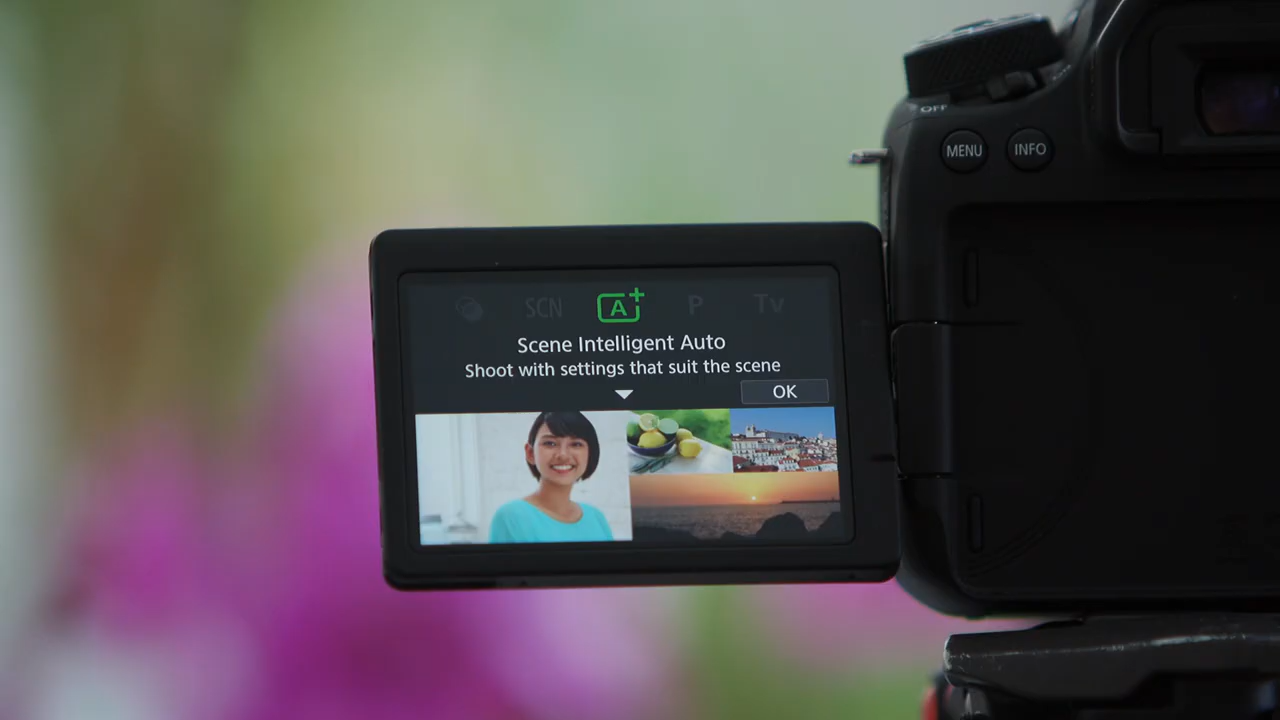 OFF
MENU INFO
SCN A+ P Tv
Scene Intelligent Auto
Shoot with settings that suit the scene
OK